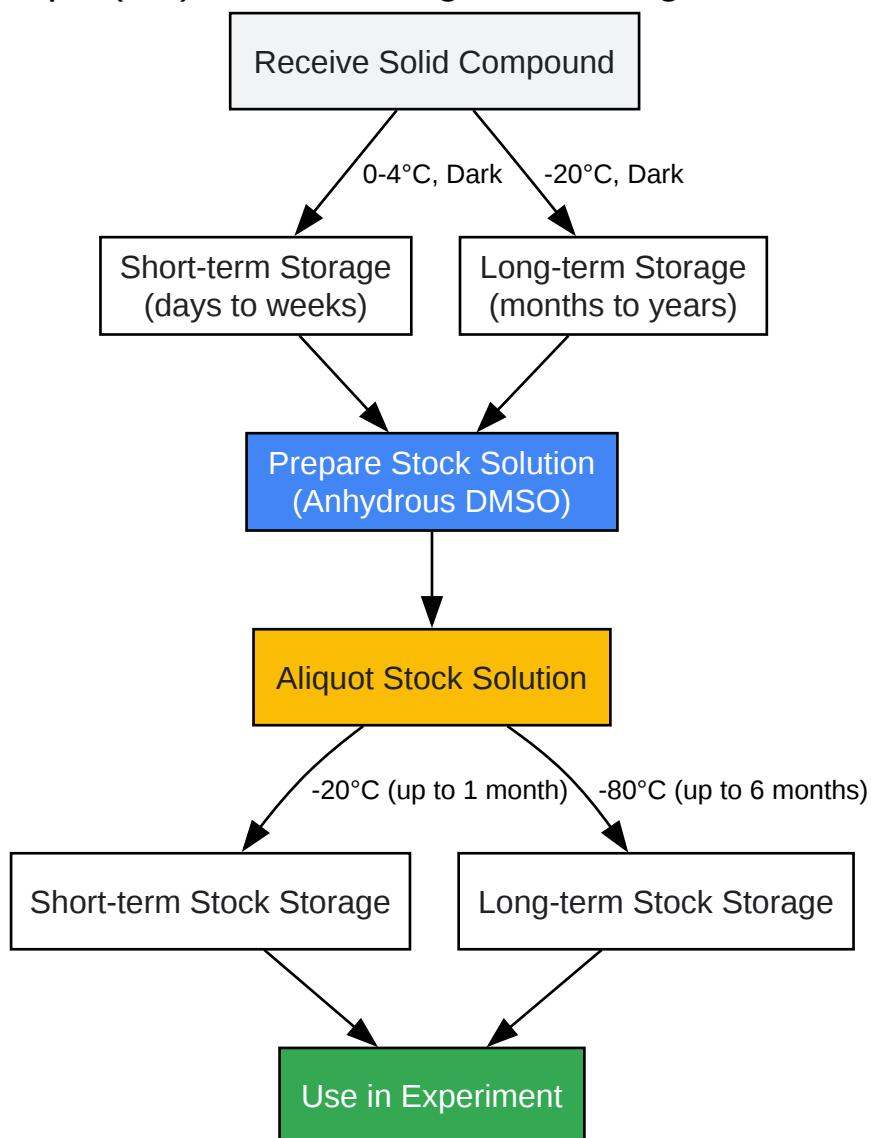 Receive Solid Compound
0-4°C, Dark
-20°C, Dark
Short-term Storage
(days to weeks)
Long-term Storage
(months to years)
Prepare Stock Solution
(Anhydrous DMSO)
Aliquot Stock Solution
-20°C (up to 1 month)
-80°C (up to 6 months)
Short-term Stock Storage
Long-term Stock Storage
Use in Experiment